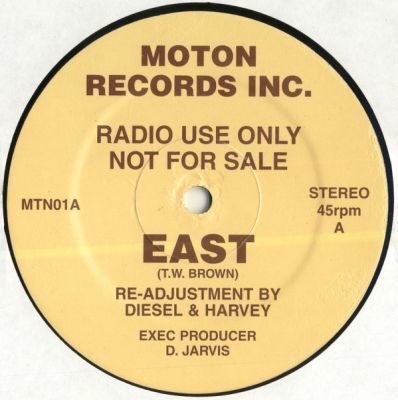 MOTON
RECORDS INC.
RADIO USE ONLY
NOT FOR SALE
MTN01A
STEREO
45rpm
A
EAST
(T.W. BROWN)
RE-ADJUSTMENT BY
DIESEL & HARVEY
EXEC PRODUCER
D. JARVIS